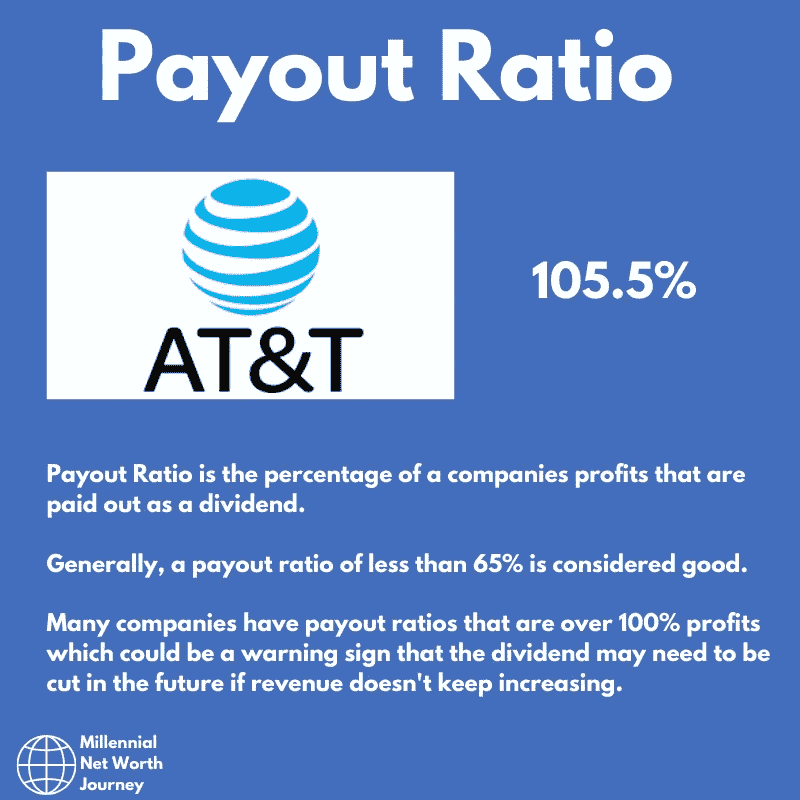 Payout Ratio
AT&T
105.5%
Payout Ratio is the percentage of a companies profits that are
paid out as a dividend.
Generally, a payout ratio of less than 65% is considered good.
Many companies have payout ratios that are over 100% profits
which could be a warning sign that the dividend may need to be
cut in the future if revenue doesn't keep increasing.
Millennial
Net Worth
Journey